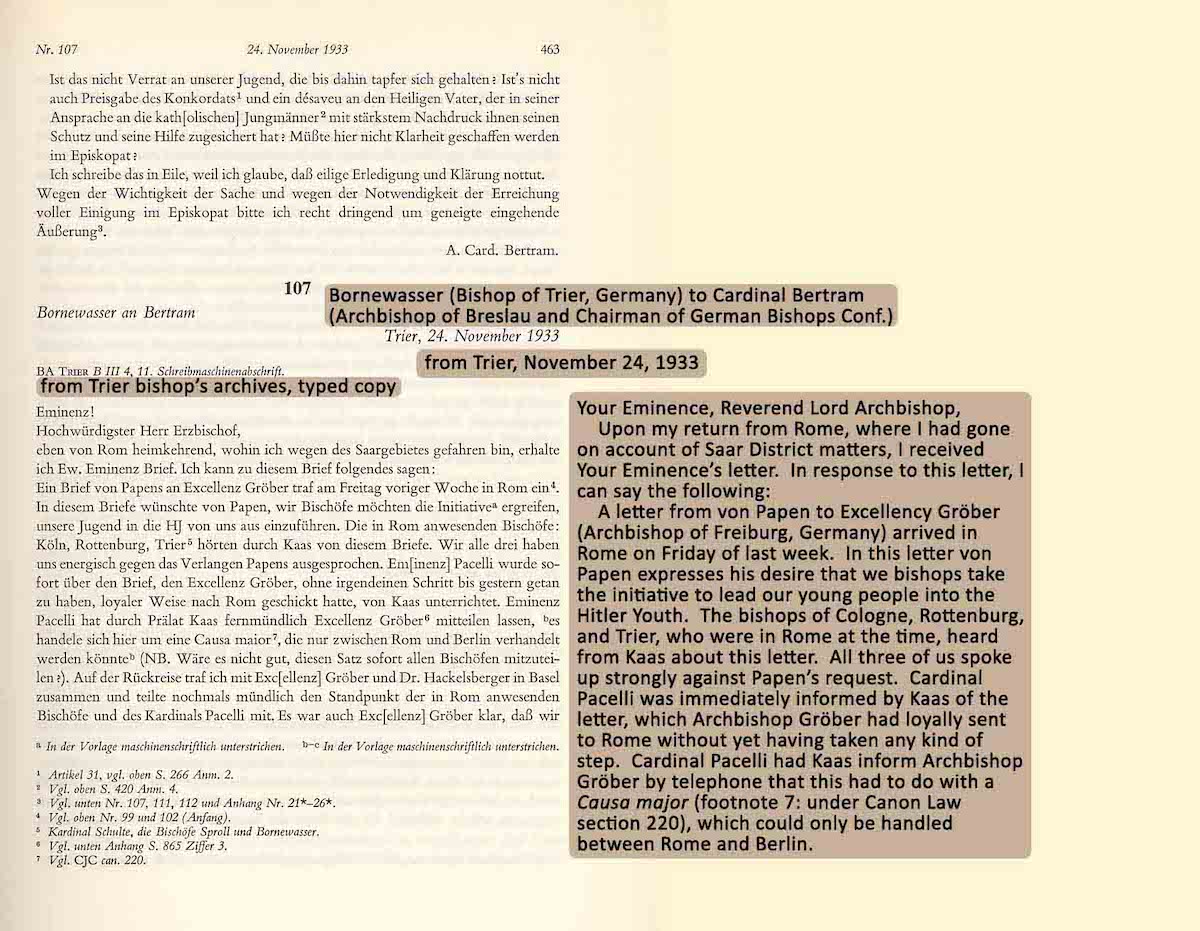 Nr. 107 24. November 1933 463
Ist das nicht Verrat an unserer Jugend, die bis dahin tapfer sich gehalten? Ist's nicht
auch Preisgabe des Konkordats¹ und ein désaveu an den Heiligen Vater, der in seiner
Ansprache an die kath[olischen] Jungmänner² mit stärkstem Nachdruck ihnen seinen
Schutz und seine Hilfe zugesichert hat? Müßte hier nicht Klarheit geschaffen werden
im Episkopat?
Ich schreibe das in Eile, weil ich glaube, daß eilige Erledigung und Klärung nottut.
Wegen der Wichtigkeit der Sache und wegen der Notwendigkeit der Erreichung
voller Einigung im Episkopat bitte ich recht dringend um geneigte eingehende
Äußerung³.
A. Card. Bertram.
107
Bornewasser (Bishop of Trier, Germany) to Cardinal Bertram
(Archbishop of Breslau and Chairman of German Bishops Conf.)
Bornewasser an Bertram
Trier, 24. November 1933
from Trier, November 24, 1933
BA TRIER B III 4, 11. Schreibmaschinenabschrift.
from Trier bishop's archives, typed copy
Eminenz!
Hochwürdigster Herr Erzbischof,
eben von Rom heimkehrend, wohin ich wegen des Saargebietes gefahren bin, erhalte
ich Ew. Eminenz Brief. Ich kann zu diesem Brief folgendes sagen:
Ein Brief von Papens an Excellenz Gröber traf am Freitag voriger Woche in Rom ein⁴.
In diesem Briefe wünschte von Papen, wir Bischöfe möchten die Initiativeᵃ ergreifen,
unsere Jugend in die HJ von uns aus einzuführen. Die in Rom anwesenden Bischöfe:
Köln, Rottenburg, Trier⁵ hörten durch Kaas von diesem Briefe. Wir alle drei haben
uns energisch gegen das Verlangen Papens ausgesprochen. Em[inenz] Pacelli wurde so-
fort über den Brief, den Excellenz Gröber, ohne irgendeinen Schritt bis gestern getan
zu haben, loyaler Weise nach Rom geschickt hatte, von Kaas unterrichtet. Eminenz
Pacelli hat durch Prälat Kaas fernmündlich Excellenz Gröber⁶ mitteilen lassen, ᵇes
handele sich hier um eine Causa maior⁷, die nur zwischen Rom und Berlin verhandelt
werden könnteᵇ (NB. Wäre es nicht gut, diesen Satz sofort allen Bischöfen mitzutei-
len?). Auf der Rückreise traf ich mit Exc[ellenz] Gröber und Dr. Hackelsberger in Basel
zusammen und teilte nochmals mündlich den Standpunkt der in Rom anwesenden
Bischöfe und des Kardinals Pacelli mit. Es war auch Exc[ellenz] Gröber klar, daß wir
ᵃ In der Vorlage maschinenschriftlich unterstrichen. ᵇ⁻ᶜ In der Vorlage maschinenschriftlich unterstrichen.
¹ Artikel 31, vgl. oben S. 266 Anm. 2.
² Vgl. oben S. 420 Anm. 4.
³ Vgl. unten Nr. 107, 111, 112 und Anhang Nr. 21*–26*.
⁴ Vgl. oben Nr. 99 und 102 (Anfang).
⁵ Kardinal Schulte, die Bischöfe Sproll und Bornewasser.
⁶ Vgl. unten Anhang S. 865 Ziffer 3.
⁷ Vgl. CJC can. 220.
Your Eminence, Reverend Lord Archbishop,
Upon my return from Rome, where I had gone
on account of Saar District matters, I received
Your Eminence's letter. In response to this letter, I
can say the following:
A letter from von Papen to Excellency Gröber
(Archbishop of Freiburg, Germany) arrived in
Rome on Friday of last week. In this letter von
Papen expresses his desire that we bishops take
the initiative to lead our young people into the
Hitler Youth. The bishops of Cologne, Rottenburg,
and Trier, who were in Rome at the time, heard
from Kaas about this letter. All three of us spoke
up strongly against Papen's request. Cardinal
Pacelli was immediately informed by Kaas of the
letter, which Archbishop Gröber had loyally sent
to Rome without yet having taken any kind of
step. Cardinal Pacelli had Kaas inform Archbishop
Gröber by telephone that this had to do with a
Causa major (footnote 7: under Canon Law
section 220), which could only be handled
between Rome and Berlin.